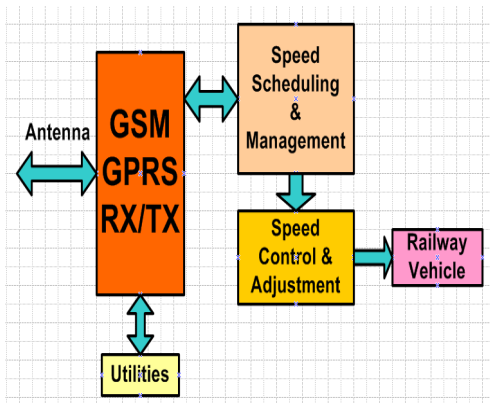 Antenna
GSM
GPRS
RX/TX
Speed
Scheduling
&
Management
Speed
Control &
Adjustment
Railway
Vehicle
Utilities